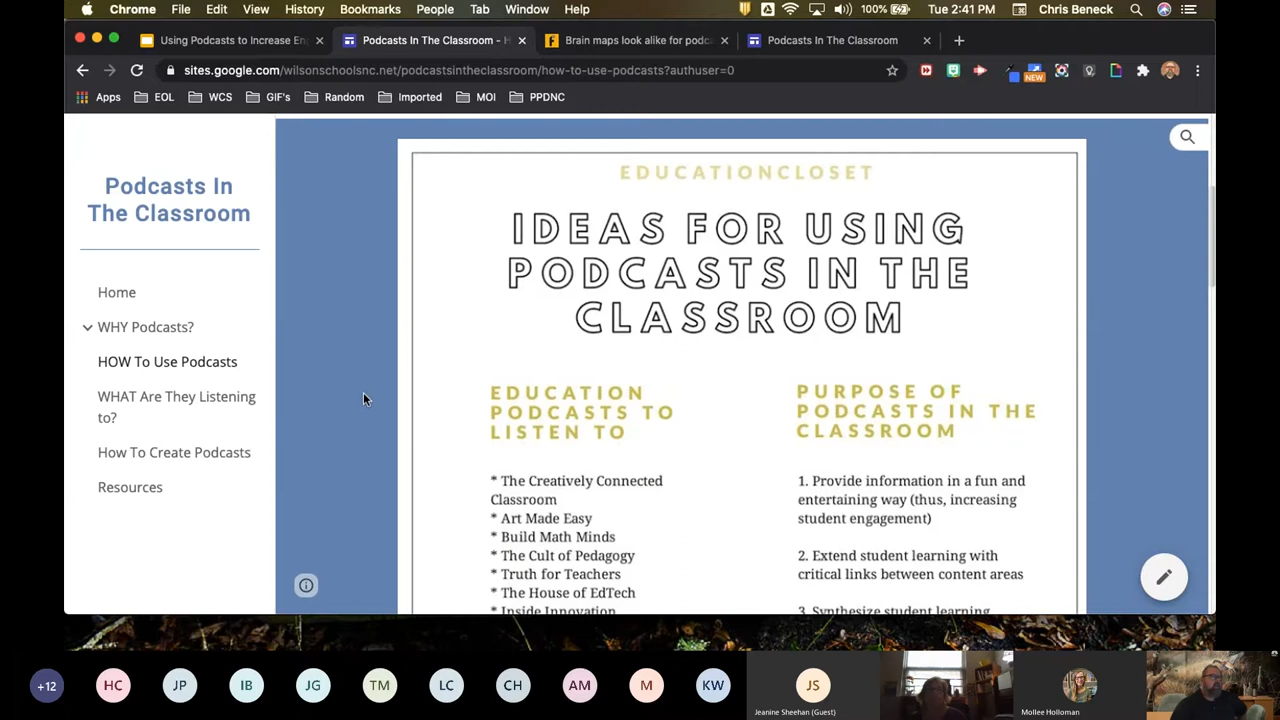 Chrome File Edit View History Bookmarks People Tab Window Help 100% Tue 2:41 PM Chris Beneck
Using Podcasts to Increase En Podcasts In The Classroom - H Brain maps look alike for podc Podcasts In The Classroom
sites.google.com/wilsonschoolsnc.net/podcastsintheclassroom/how-to-use-podcasts?authuser=0
NEW
Apps EOL WCS GIF's Random Imported MOI PPDNC
Podcasts In
The Classroom
Home
WHY Podcasts?
HOW To Use Podcasts
WHAT Are They Listening
to?
How To Create Podcasts
Resources
EDUCATIONCLOSET
IDEAS FOR USING
PODCASTS IN THE
CLASSROOM
EDUCATION
PODCASTS TO
LISTEN TO
* The Creatively Connected
Classroom
* Art Made Easy
* Build Math Minds
* The Cult of Pedagogy
* Truth for Teachers
* The House of EdTech
* Inside Innovation
PURPOSE OF
PODCASTS IN THE
CLASSROOM
1. Provide information in a fun and
entertaining way (thus, increasing
student engagement)
2. Extend student learning with
critical links between content areas
3. Synthesize student learning
+12 HC JP IB JG TM LC CH AM M KW JS
Jeanine Sheehan (Guest) Mollee Holloman